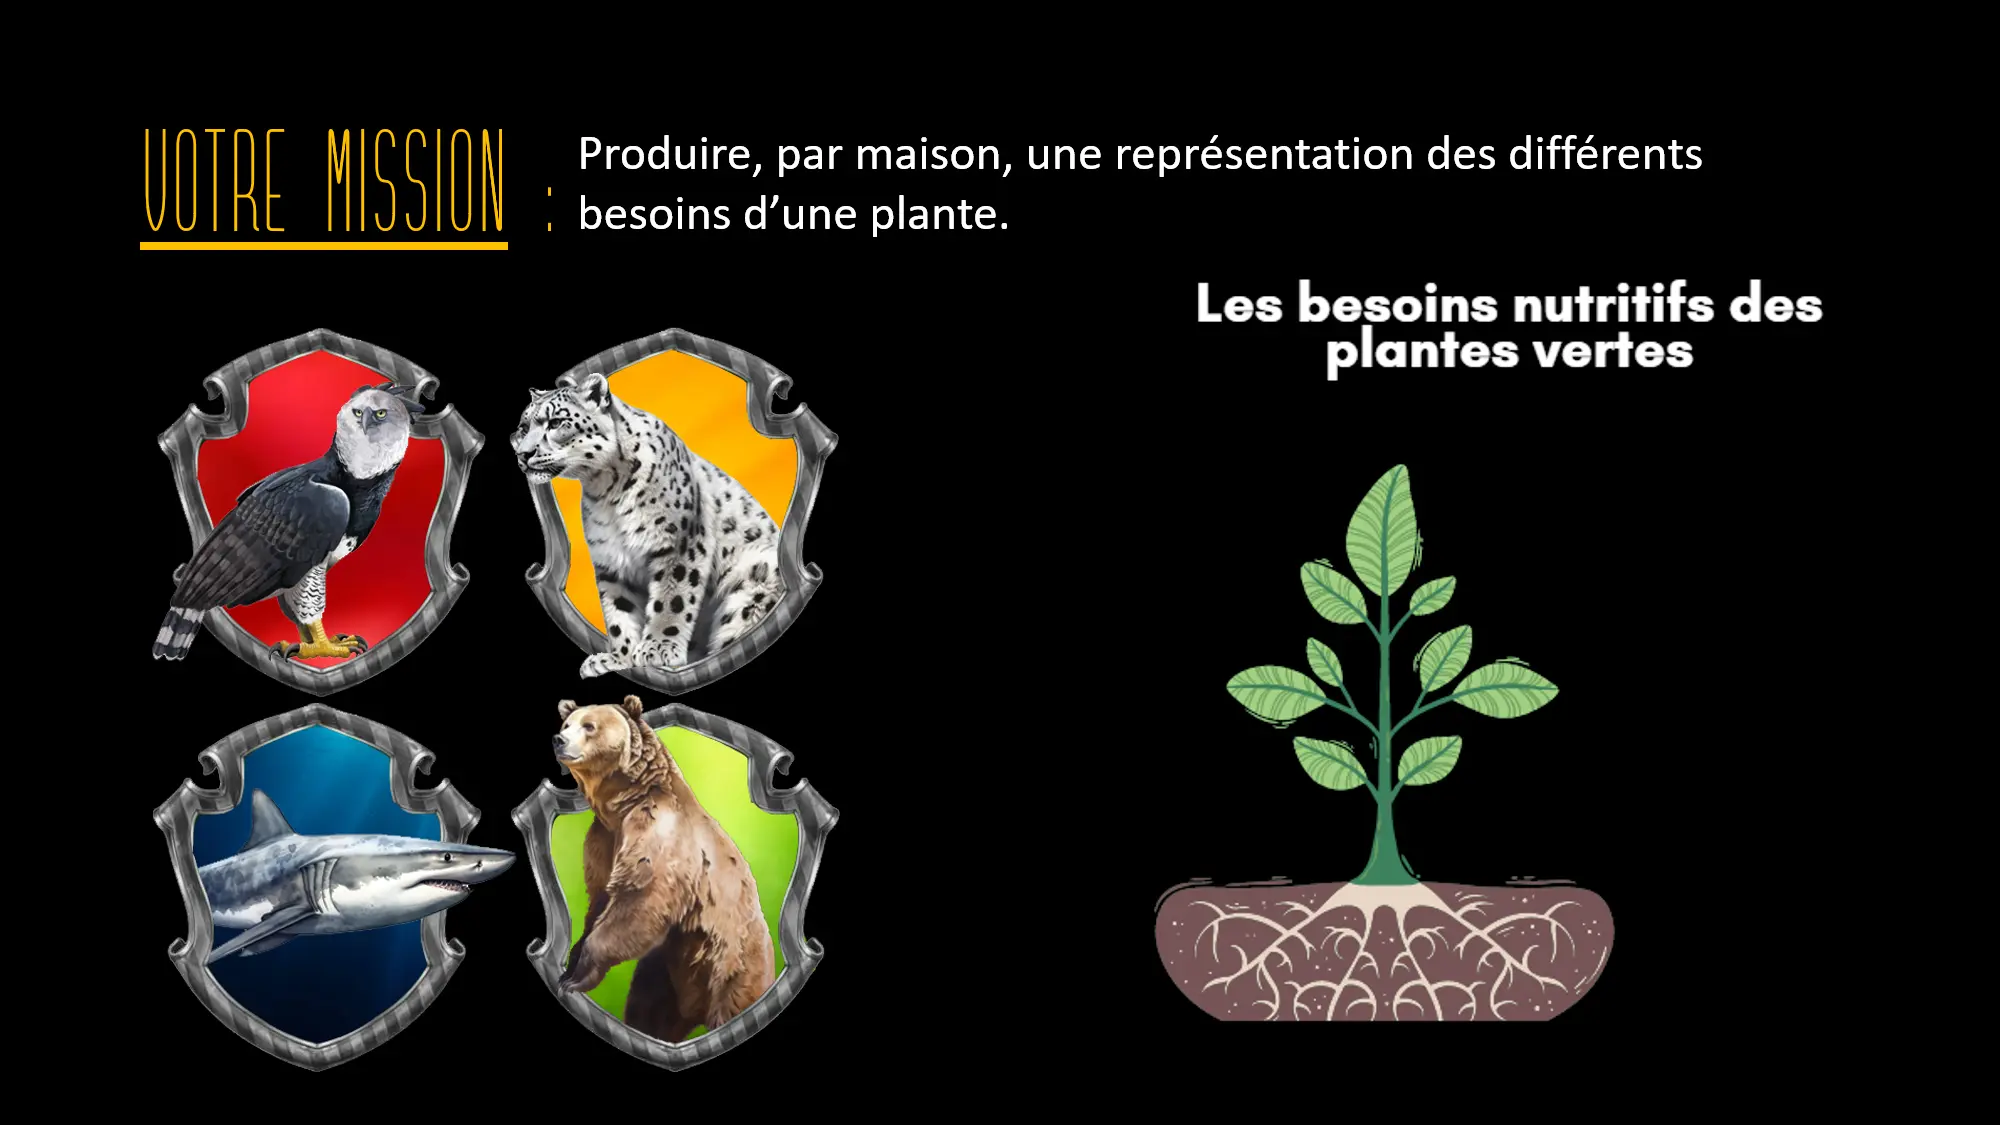 VOTRE MISSION : Produire, par maison, une représentation des différents
besoins d’une plante.
Les besoins nutritifs des
plantes vertes